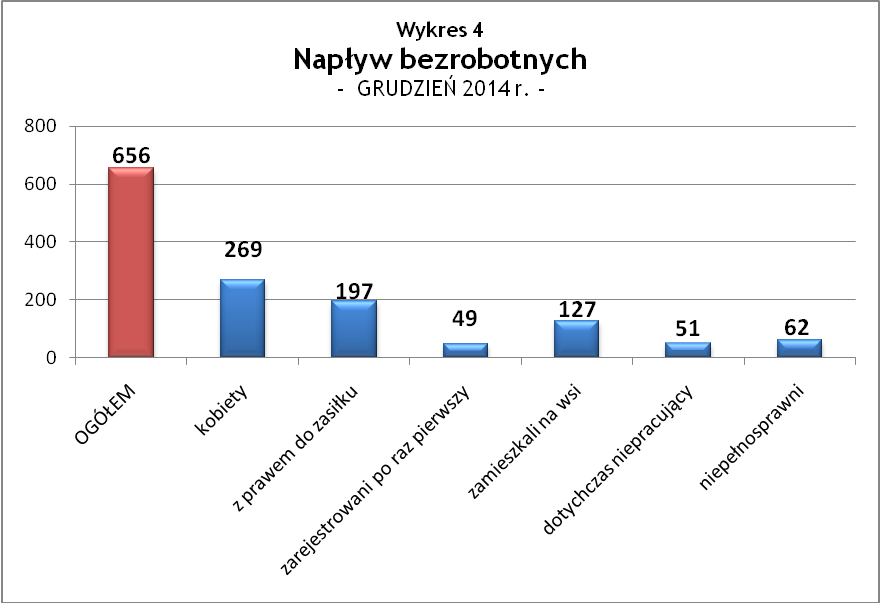 Wykres 4
Napływ bezrobotnych
- GRUDZIEŃ 2014 r. -
800
600
400
200
0
656
269
197
49
127
51
62
OGÓŁEM
kobiety
z prawem do zasiłku
zarejestrowani po raz pierwszy
zamieszkali na wsi
dotychczas niepracujący
niepełnosprawni